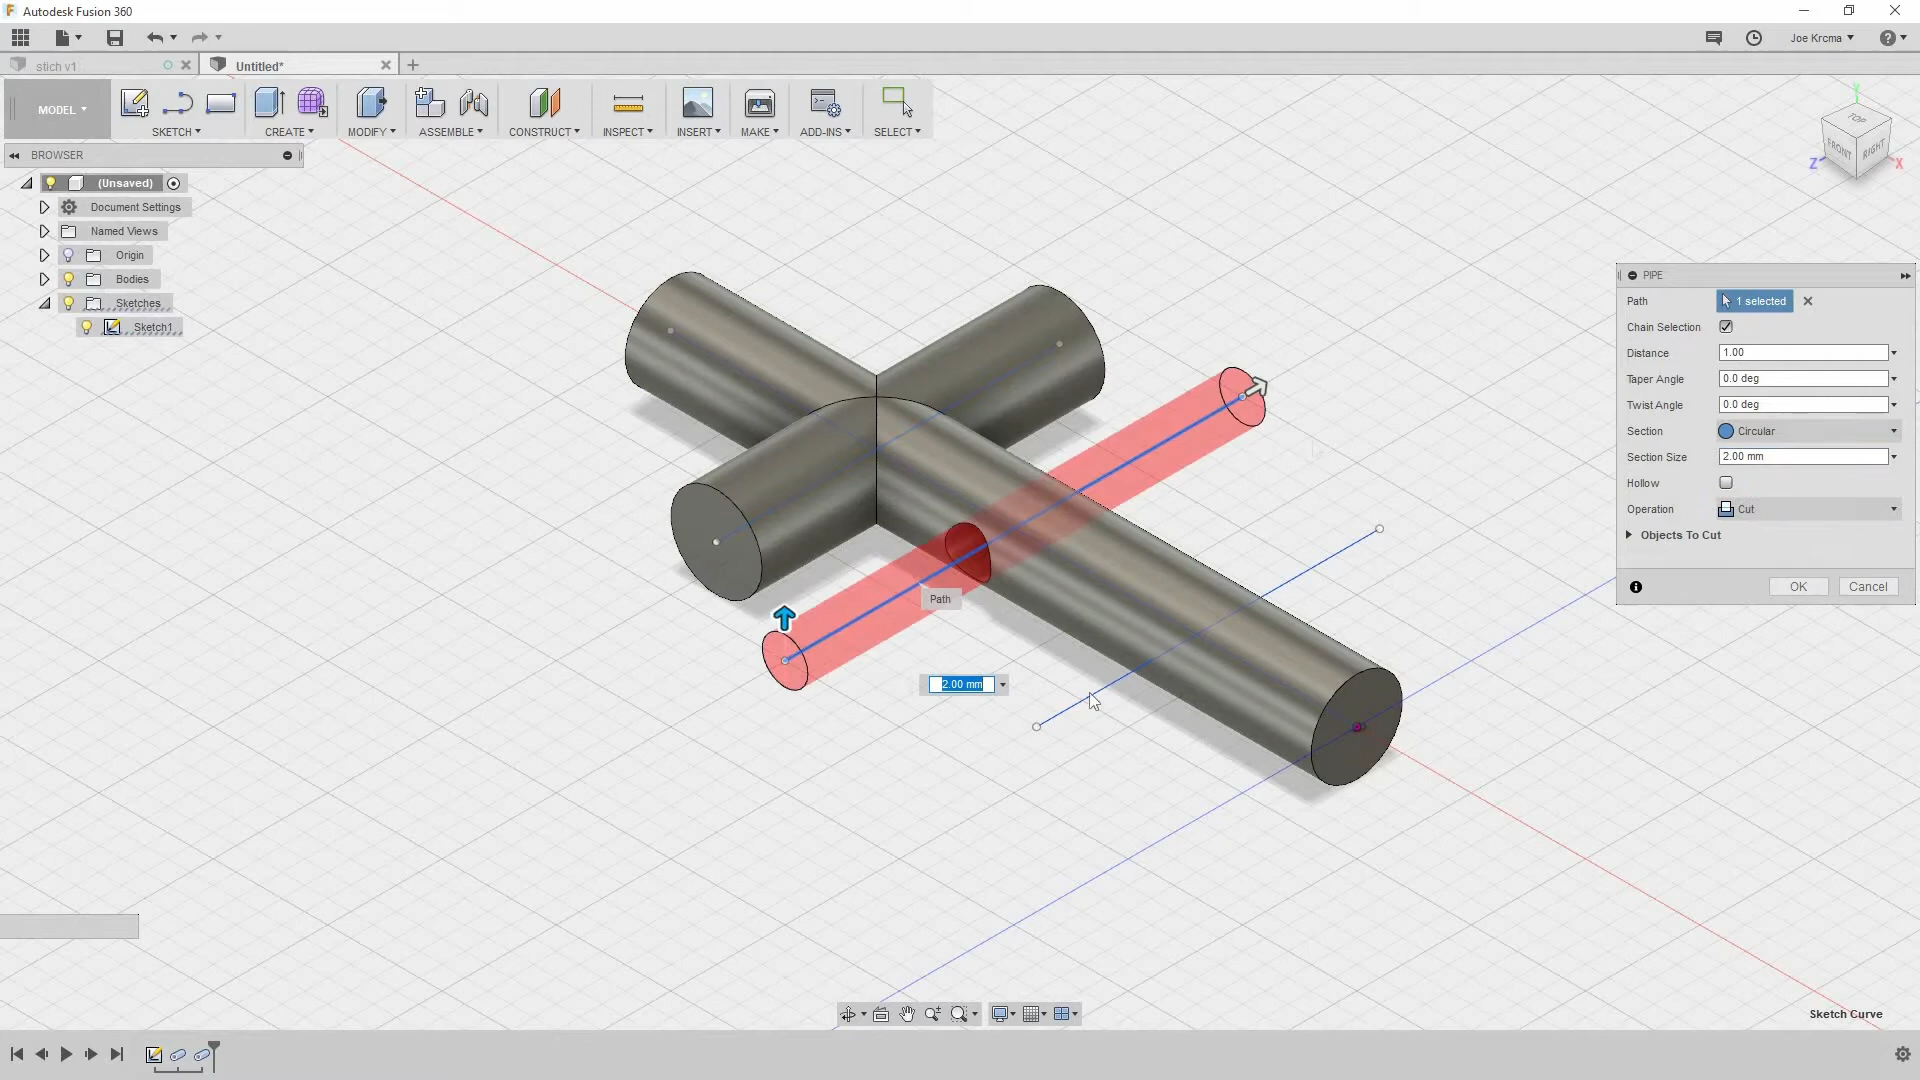 Autodesk Fusion 360
Joe Krcma
stich v1
Untitled*
MODEL
SKETCH
CREATE
MODIFY
ASSEMBLE
CONSTRUCT
INSPECT
INSERT
MAKE
ADD-INS
SELECT
BROWSER
(Unsaved)
Document Settings
Named Views
Origin
Bodies
Sketches
Sketch1
Y
TOP
FRONT
RIGHT
Z
X
PIPE
Path 1 selected
Chain Selection
Distance 1.00
Taper Angle 0.0 deg
Twist Angle 0.0 deg
Section Circular
Section Size 2.00 mm
Hollow
Operation Cut
Objects To Cut
OK Cancel
Path
2.00 mm
Sketch Curve